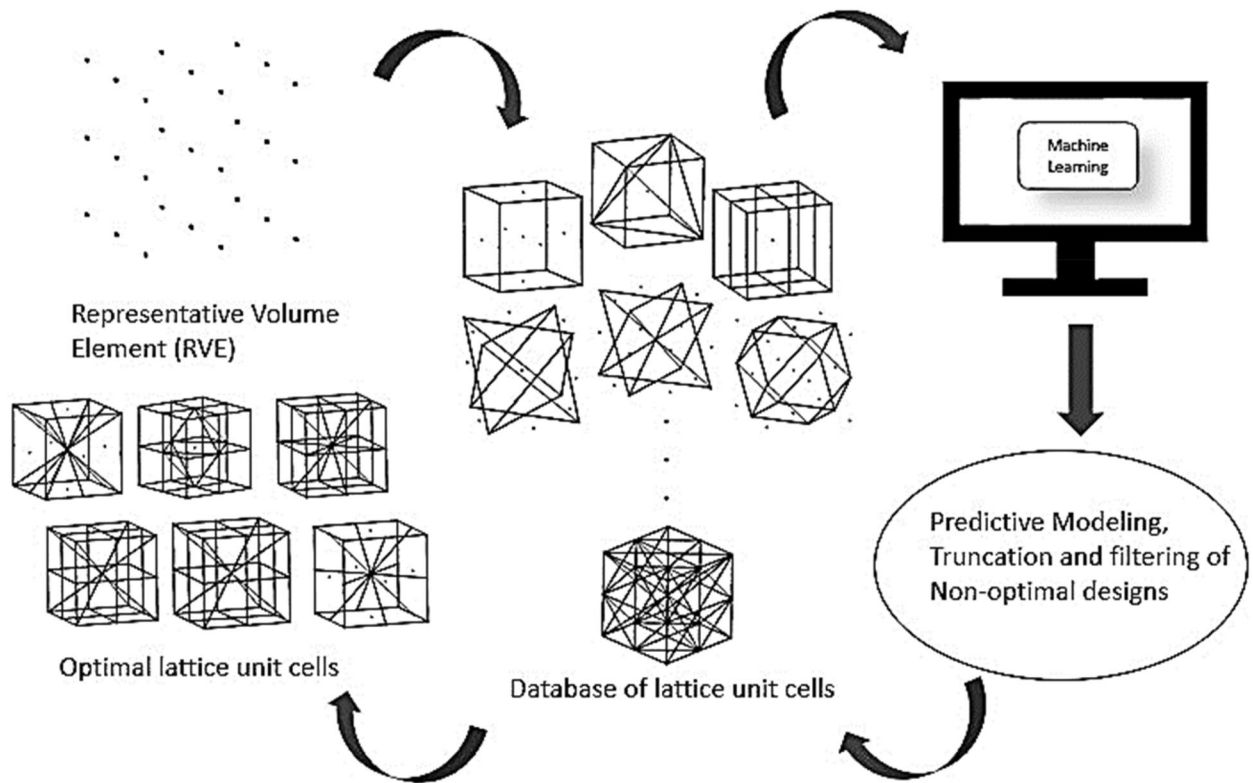 Machine
Learning
Representative Volume
Element (RVE)
Predictive Modeling,
Truncation and filtering of
Non-optimal designs
Optimal lattice unit cells
Database of lattice unit cells